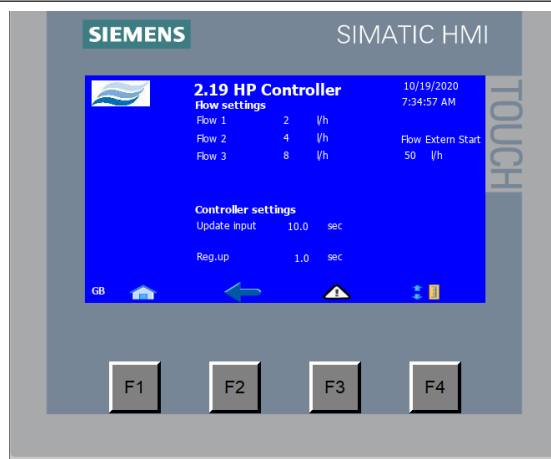 SIEMENS
SIMATIC HMI
TOUCH
2.19 HP Controller
10/19/2020
Flow settings
7:34:57 AM
Flow 1 2 l/h
Flow 2 4 l/h
Flow Extern Start
Flow 3 8 l/h
50 l/h
Controller settings
Update input 10.0 sec
Reg.up 1.0 sec
GB
F1 F2 F3 F4